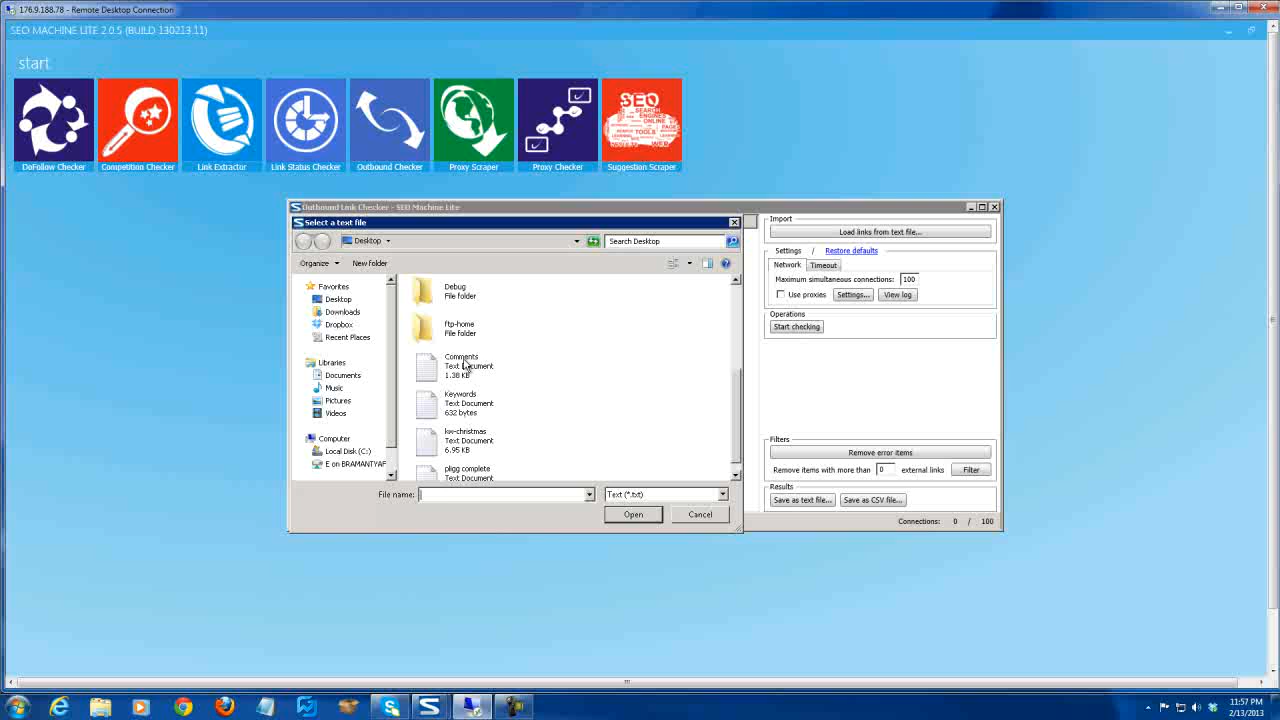 176.9.188.78 - Remote Desktop Connection
SEO MACHINE LITE 2.0.5 (BUILD 130213.11)
start
DoFollow Checker
Competition Checker
Link Extractor
Link Status Checker
Outbound Checker
Proxy Scraper
Proxy Checker
SEO
SEARCH
ENGINES
ONLINE
TOOLS
WEB
Suggestion Scraper
Outbound Link Checker - SEO Machine Lite
Select a text file
Desktop
Search Desktop
Organize
New folder
Favorites
Desktop
Downloads
Dropbox
Recent Places
Libraries
Documents
Music
Pictures
Videos
Computer
Local Disk (C:)
E on BRAMANTYAF
Debug
File folder
ftp-home
File folder
Comments
Text Document
1.38 KB
Keywords
Text Document
632 bytes
kw-christmas
Text Document
6.95 KB
pligg complete
Text Document
File name:
Text (*.txt)
Open
Cancel
Import
Load links from text file...
Settings / Restore defaults
Network
Timeout
Maximum simultaneous connections: 100
Use proxies
Settings...
View log
Operations
Start checking
Filters
Remove error items
Remove items with more than 0 external links
Filter
Results
Save as text file...
Save as CSV file...
Connections: 0 / 100
11:57 PM
2/13/2013